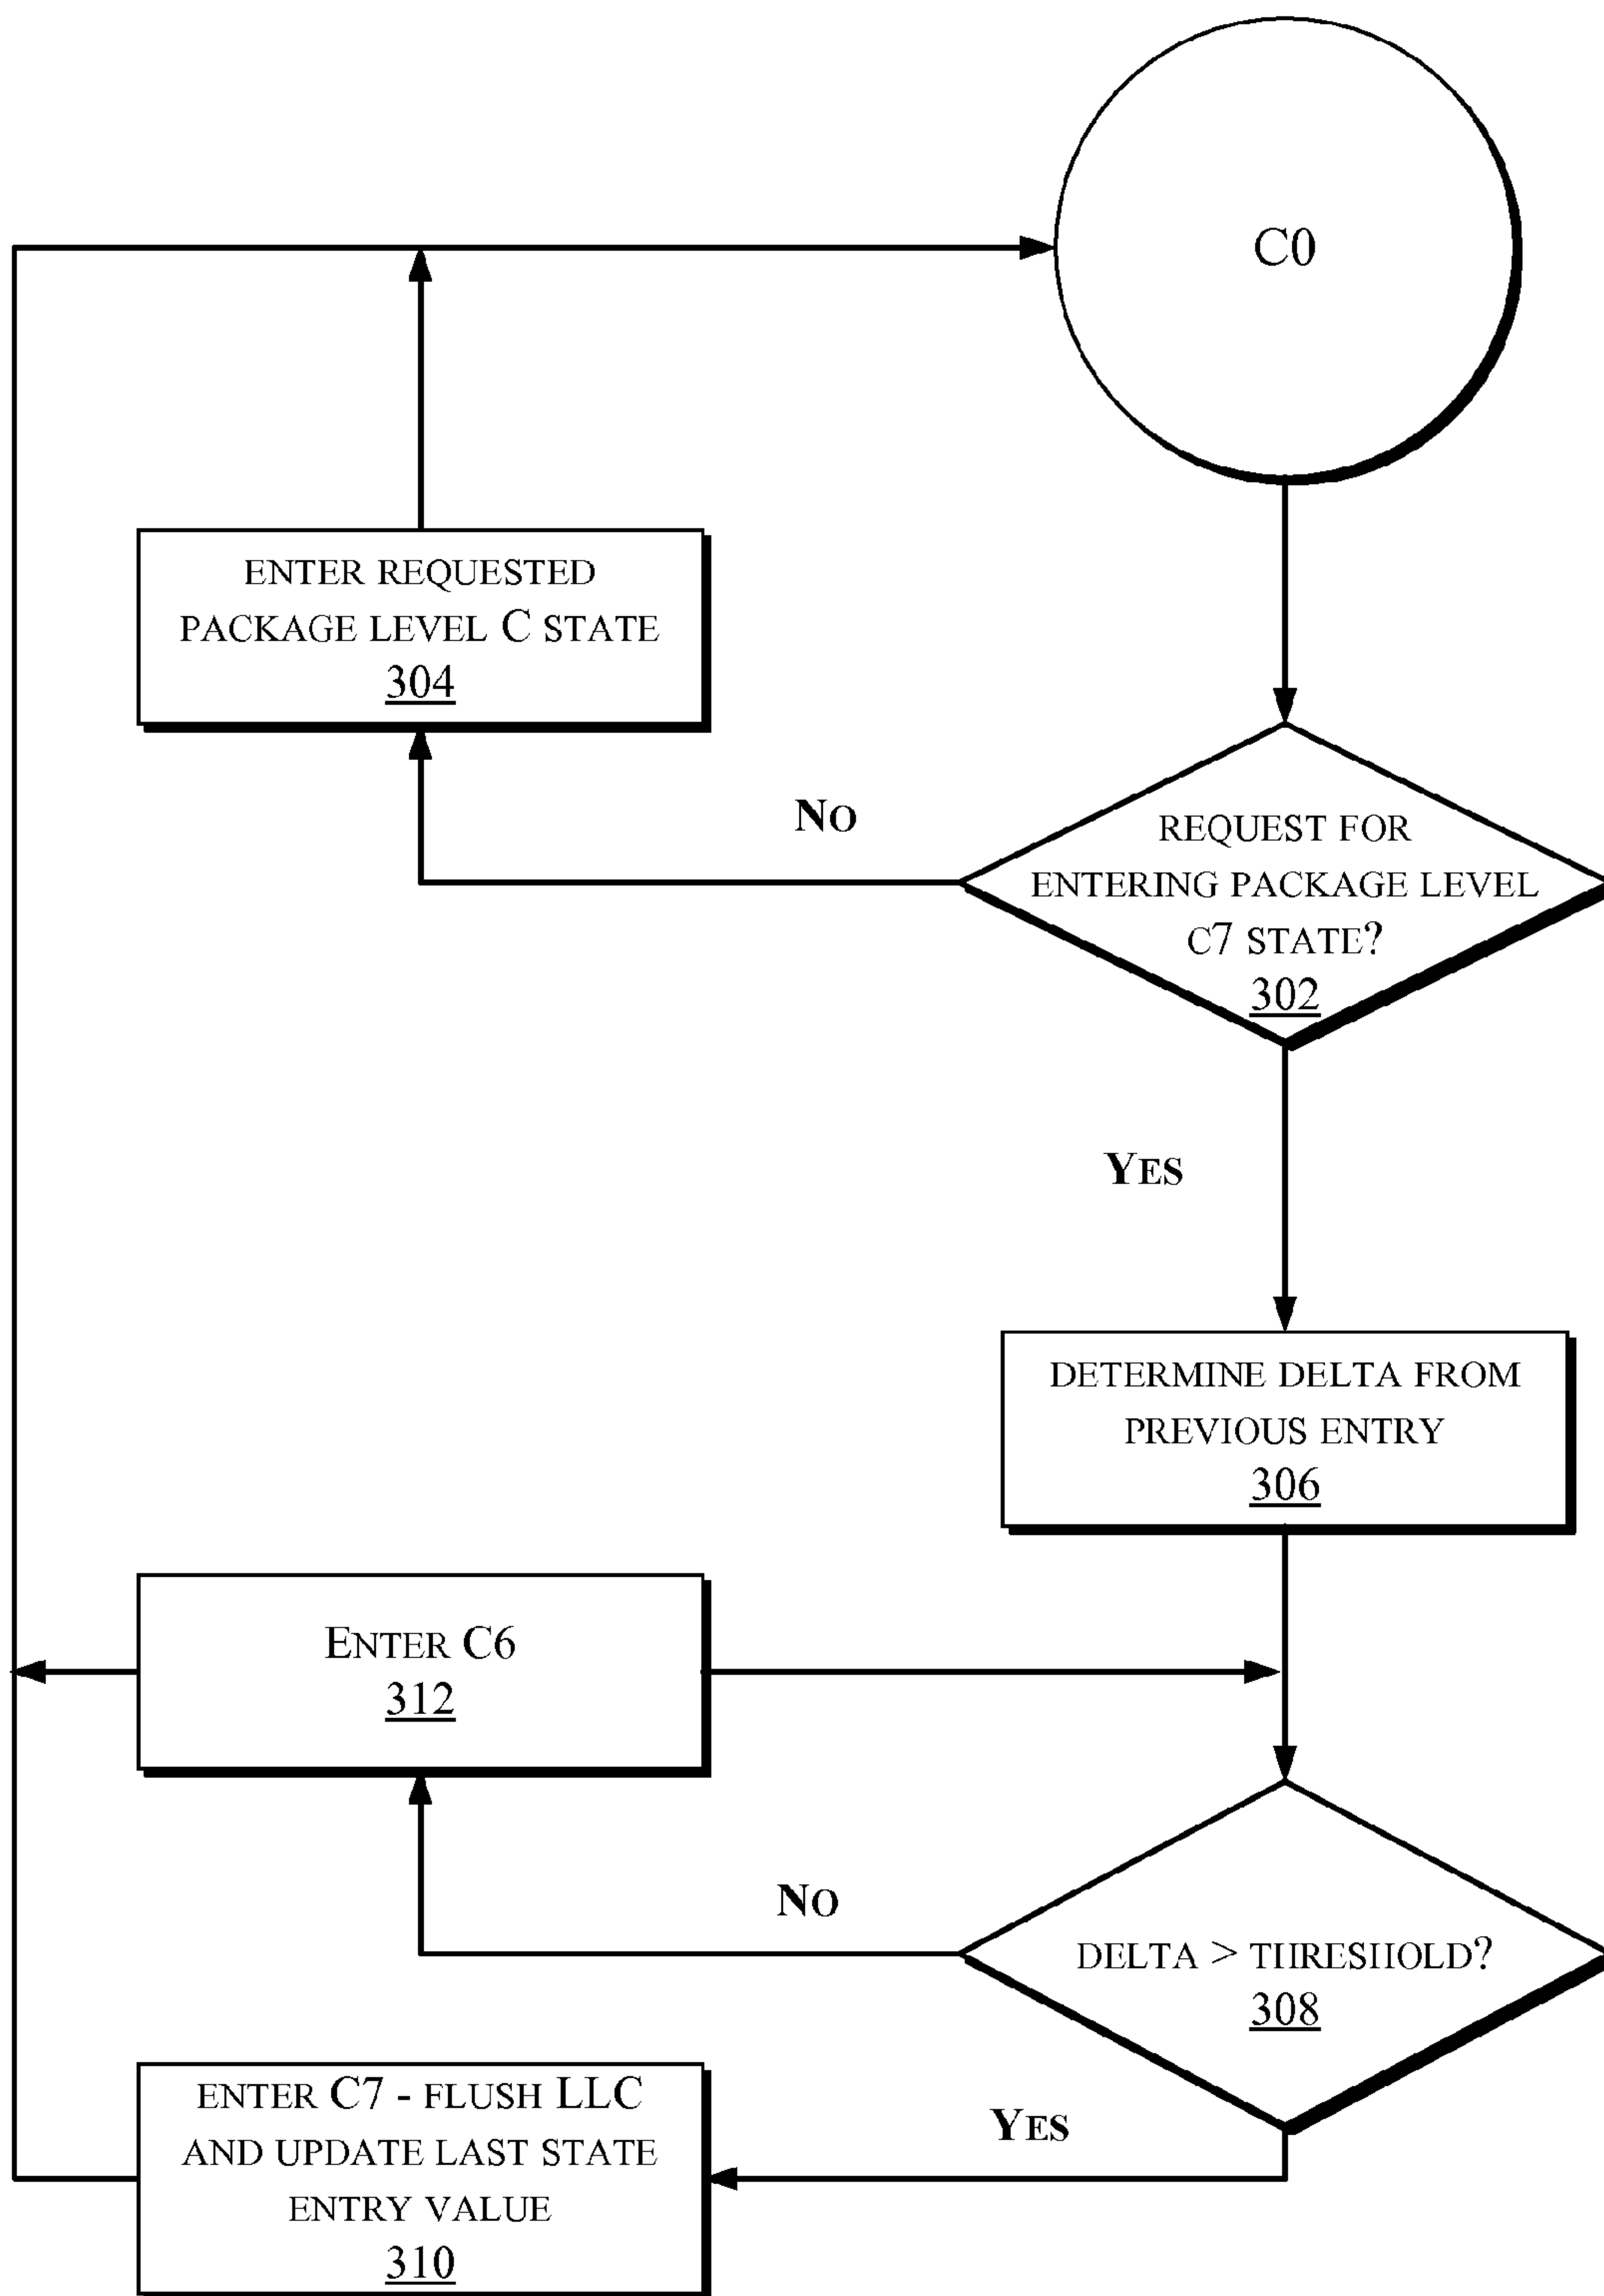 C0
ENTER REQUESTED
PACKAGE LEVEL C STATE
304
NO
REQUEST FOR
ENTERING PACKAGE LEVEL
C7 STATE?
302
YES
DETERMINE DELTA FROM
PREVIOUS ENTRY
306
ENTER C6
312
NO
DELTA > THRESHOLD?
308
YES
ENTER C7 - FLUSH LLC
AND UPDATE LAST STATE
ENTRY VALUE
310